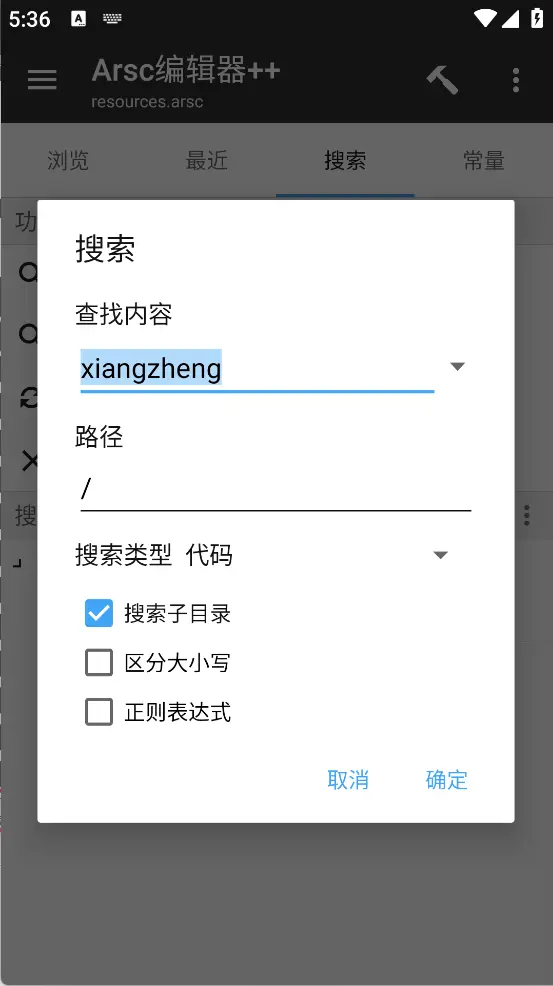 5:36
Arsc编辑器++
resources.arsc
浏览 最近 搜索 常量
功
搜索
查找内容
xiangzheng
路径
/
搜索类型 代码
搜
搜索子目录
区分大小写
正则表达式
取消 确定